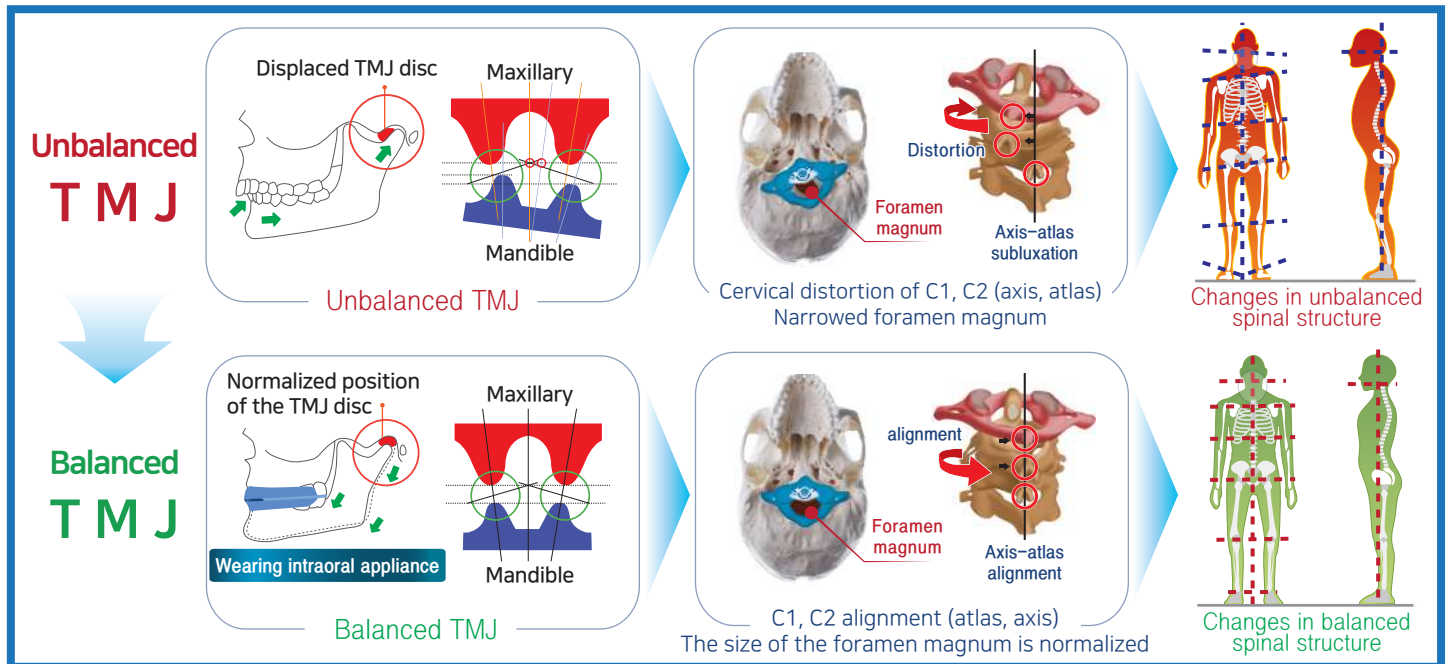 Unbalanced
TMJ
Displaced TMJ disc
Maxillary
Mandible
Unbalanced TMJ
Distortion
Foramen
magnum
Axis-atlas
subluxation
Cervical distortion of C1, C2 (axis, atlas)
Narrowed foramen magnum
Changes in unbalanced
spinal structure
Balanced
TMJ
Normalized position
of the TMJ disc
Wearing intraoral appliance
Maxillary
Mandible
Balanced TMJ
alignment
Foramen
magnum
Axis-atlas
alignment
C1, C2 alignment (atlas, axis)
The size of the foramen magnum is normalized
Changes in balanced
spinal structure